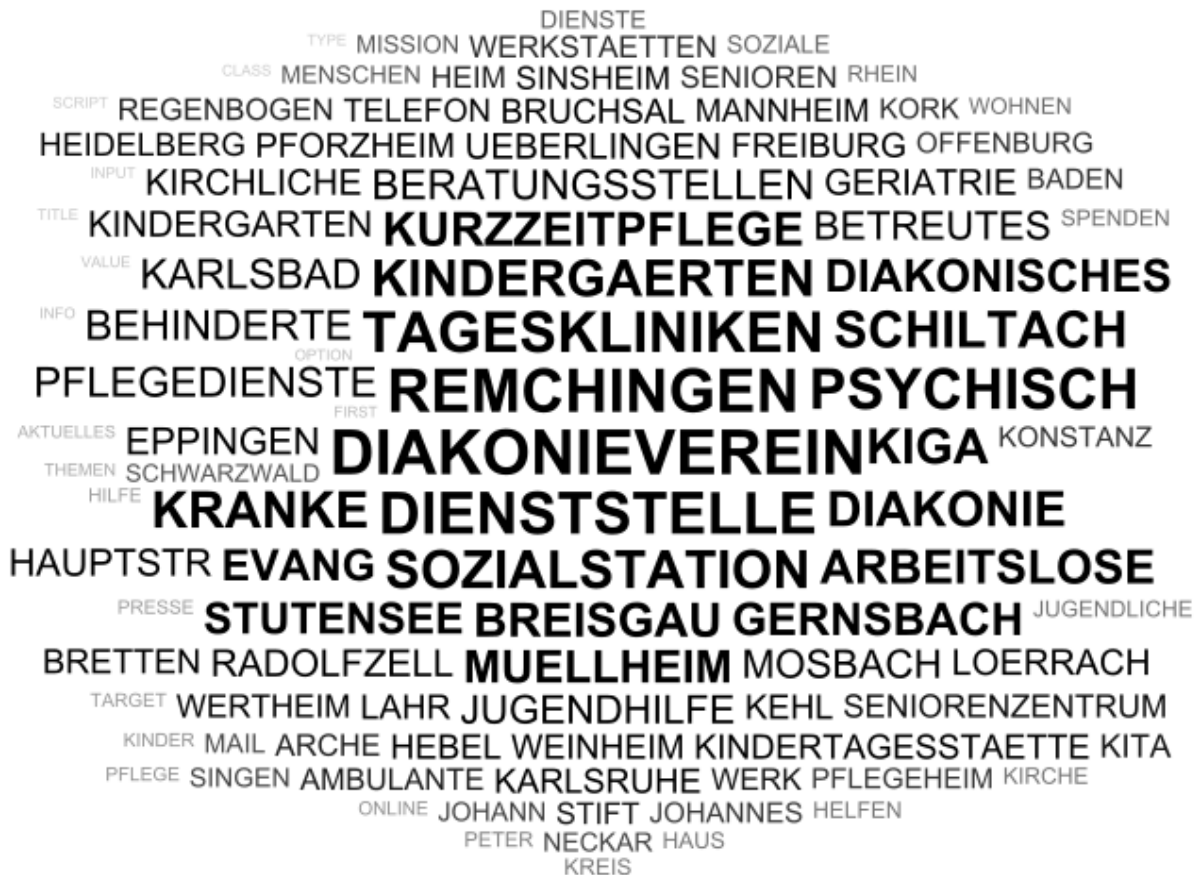 DIENSTE
TYPE MISSION WERKSTAETTEN SOZIALE
CLASS MENSCHEN HEIM SINSHEIM SENIOREN RHEIN
SCRIPT REGENBOGEN TELEFON BRUCHSAL MANNHEIM KORK WOHNEN
HEIDELBERG PFORZHEIM UEBERLINGEN FREIBURG OFFENBURG
INPUT KIRCHLICHE BERATUNGSSTELLEN GERIATRIE BADEN
TITLE KINDERGARTEN KURZZEITPFLEGE BETREUTES SPENDEN
VALUE KARLSBAD KINDERGAERTEN DIAKONISCHES
INFO BEHINDERTE TAGESKLINIKEN SCHILTACH
OPTION
PFLEGEDIENSTE REMCHINGEN PSYCHISCH
FIRST
AKTUELLES EPPINGEN DIAKONIEVEREIN KIGA KONSTANZ
THEMEN SCHWARZWALD
HILFE KRANKE DIENSTSTELLE DIAKONIE
HAUPTSTR EVANG SOZIALSTATION ARBEITSLOSE
PRESSE STUTENSEE BREISGAU GERNSBACH JUGENDLICHE
BRETTEN RADOLFZELL MUELLHEIM MOSBACH LOERRACH
TARGET WERTHEIM LAHR JUGENDHILFE KEHL SENIORENZENTRUM
KINDER MAIL ARCHE HEBEL WEINHEIM KINDERTAGESSTAETTE KITA
PFLEGE SINGEN AMBULANTE KARLSRUHE WERK PFLEGEHEIM KIRCHE
ONLINE JOHANN STIFT JOHANNES HELFEN
PETER NECKAR HAUS
KREIS